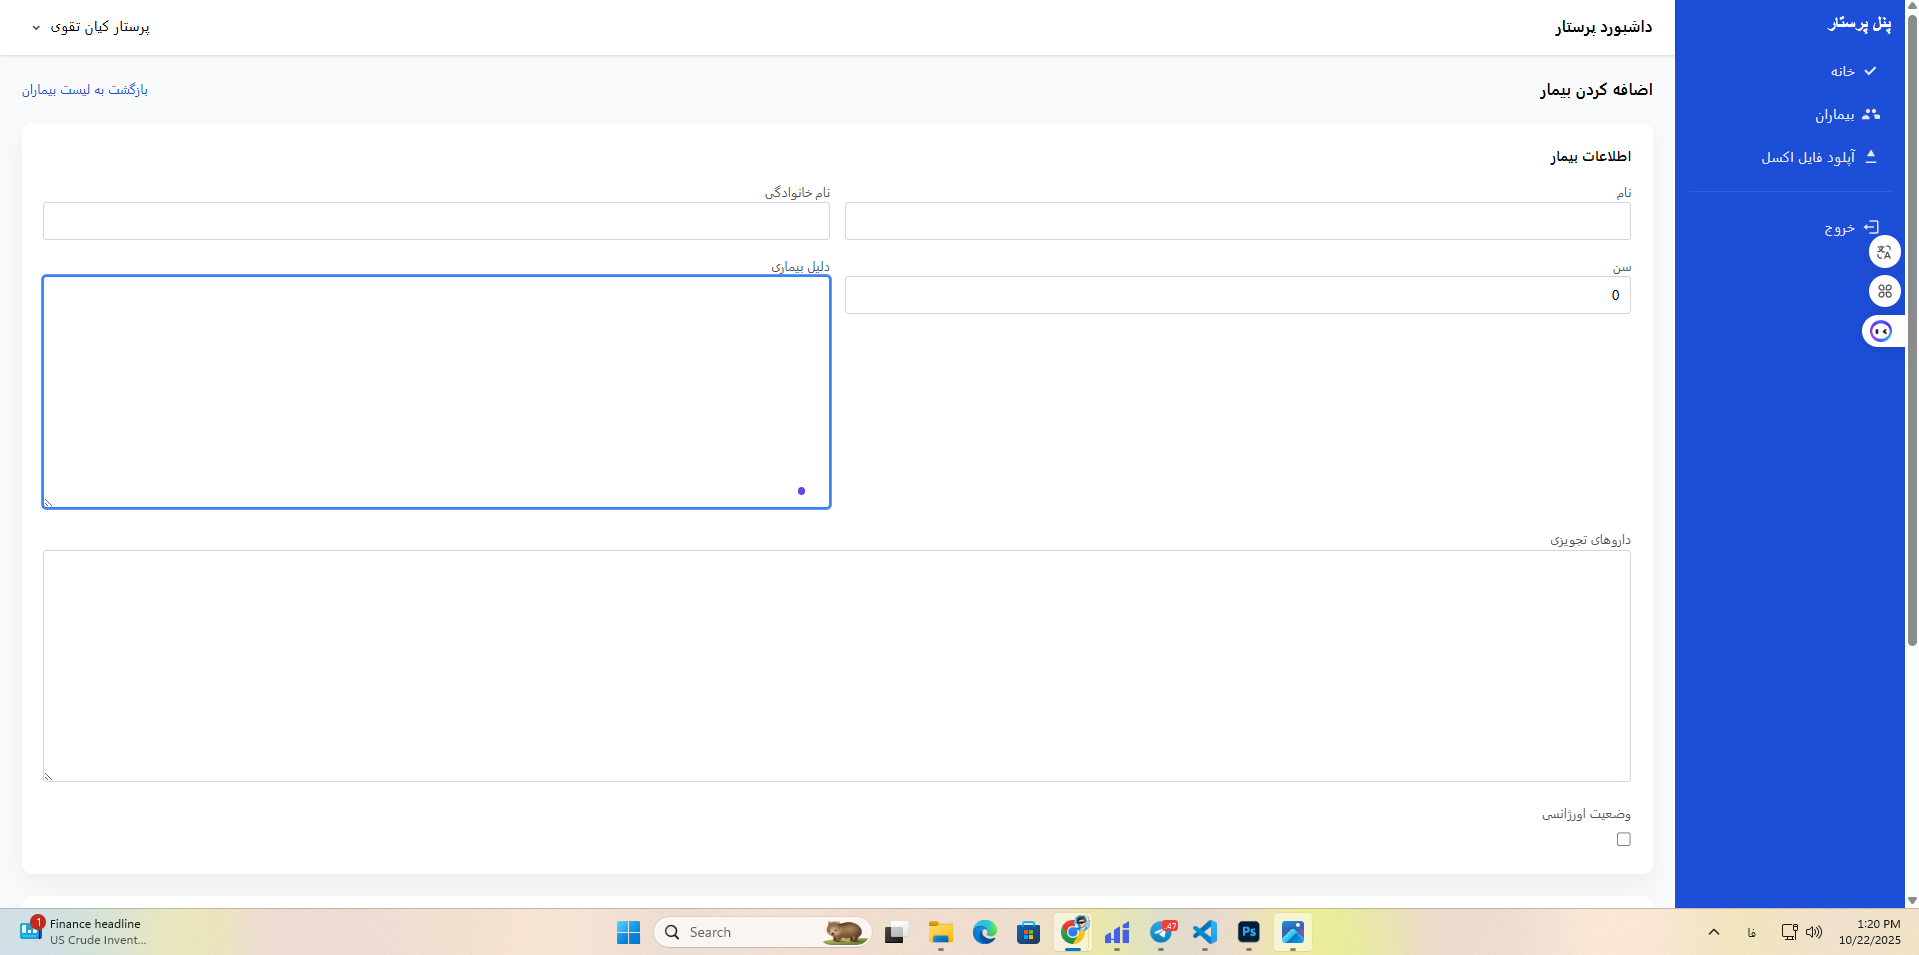 پنل پرستار
خانه
بیماران
آپلود فایل اکسل
خروج
داشبورد پرستار
پرستار کیان تقوی
اضافه کردن بیمار
بازگشت به لیست بیماران
اطلاعات بیمار
نام
نام خانوادگی
سن
0
دلیل بیماری
داروهای تجویزی
وضعیت اورژانسی
1
Finance headline
US Crude Invent...
Search
.47
Ps
فا
1:20 PM
10/22/2025